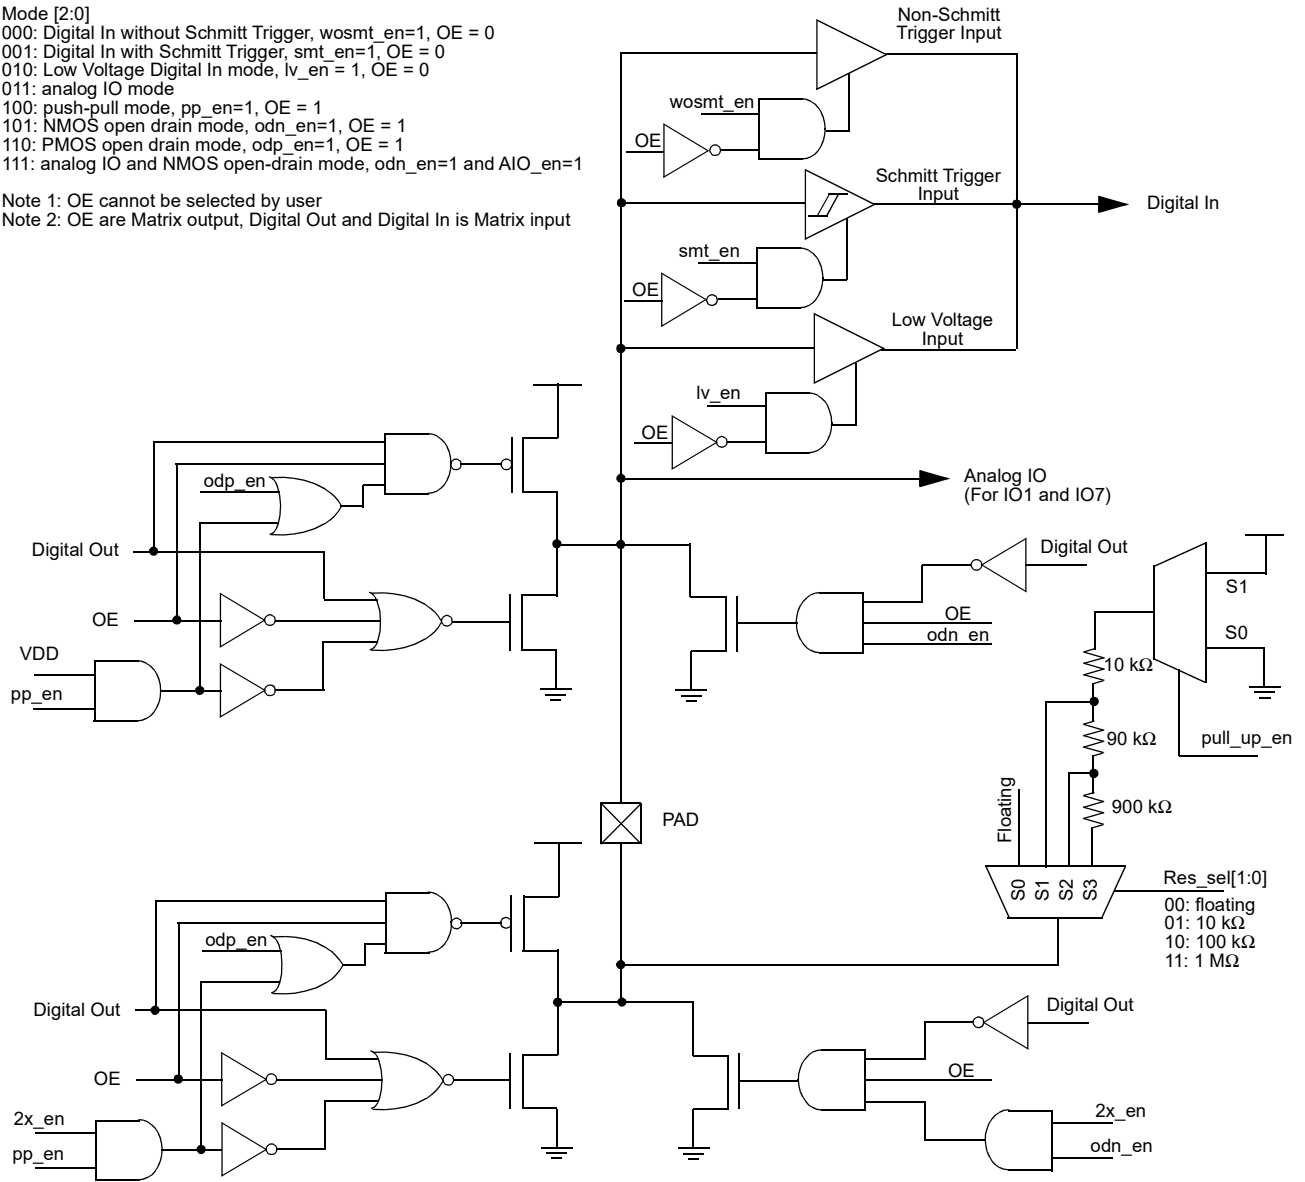 Mode [2:0]
000: Digital In without Schmitt Trigger, wosmt_en=1, OE = 0
001: Digital In with Schmitt Trigger, smt_en=1, OE = 0
010: Low Voltage Digital In mode, lv_en = 1, OE = 0
011: analog IO mode
100: push-pull mode, pp_en=1, OE = 1
101: NMOS open drain mode, odn_en=1, OE = 1
110: PMOS open drain mode, odp_en=1, OE = 1
111: analog IO and NMOS open-drain mode, odn_en=1 and AIO_en=1
Note 1: OE cannot be selected by user
Note 2: OE are Matrix output, Digital Out and Digital In is Matrix input
Non-Schmitt
Trigger Input
wosmt_en
OE
Schmitt Trigger
Input
Digital In
smt_en
OE
Low Voltage
Input
lv_en
OE
Analog IO
(For IO1 and IO7)
odp_en
Digital Out
OE
VDD
pp_en
Digital Out
OE
odn_en
S1
S0
10 kΩ
pull_up_en
90 kΩ
900 kΩ
Floating
PAD
S0
S1
S2
S3
Res_sel[1:0]
00: floating
01: 10 kΩ
10: 100 kΩ
11: 1 MΩ
odp_en
Digital Out
OE
2x_en
pp_en
Digital Out
OE
2x_en
odn_en